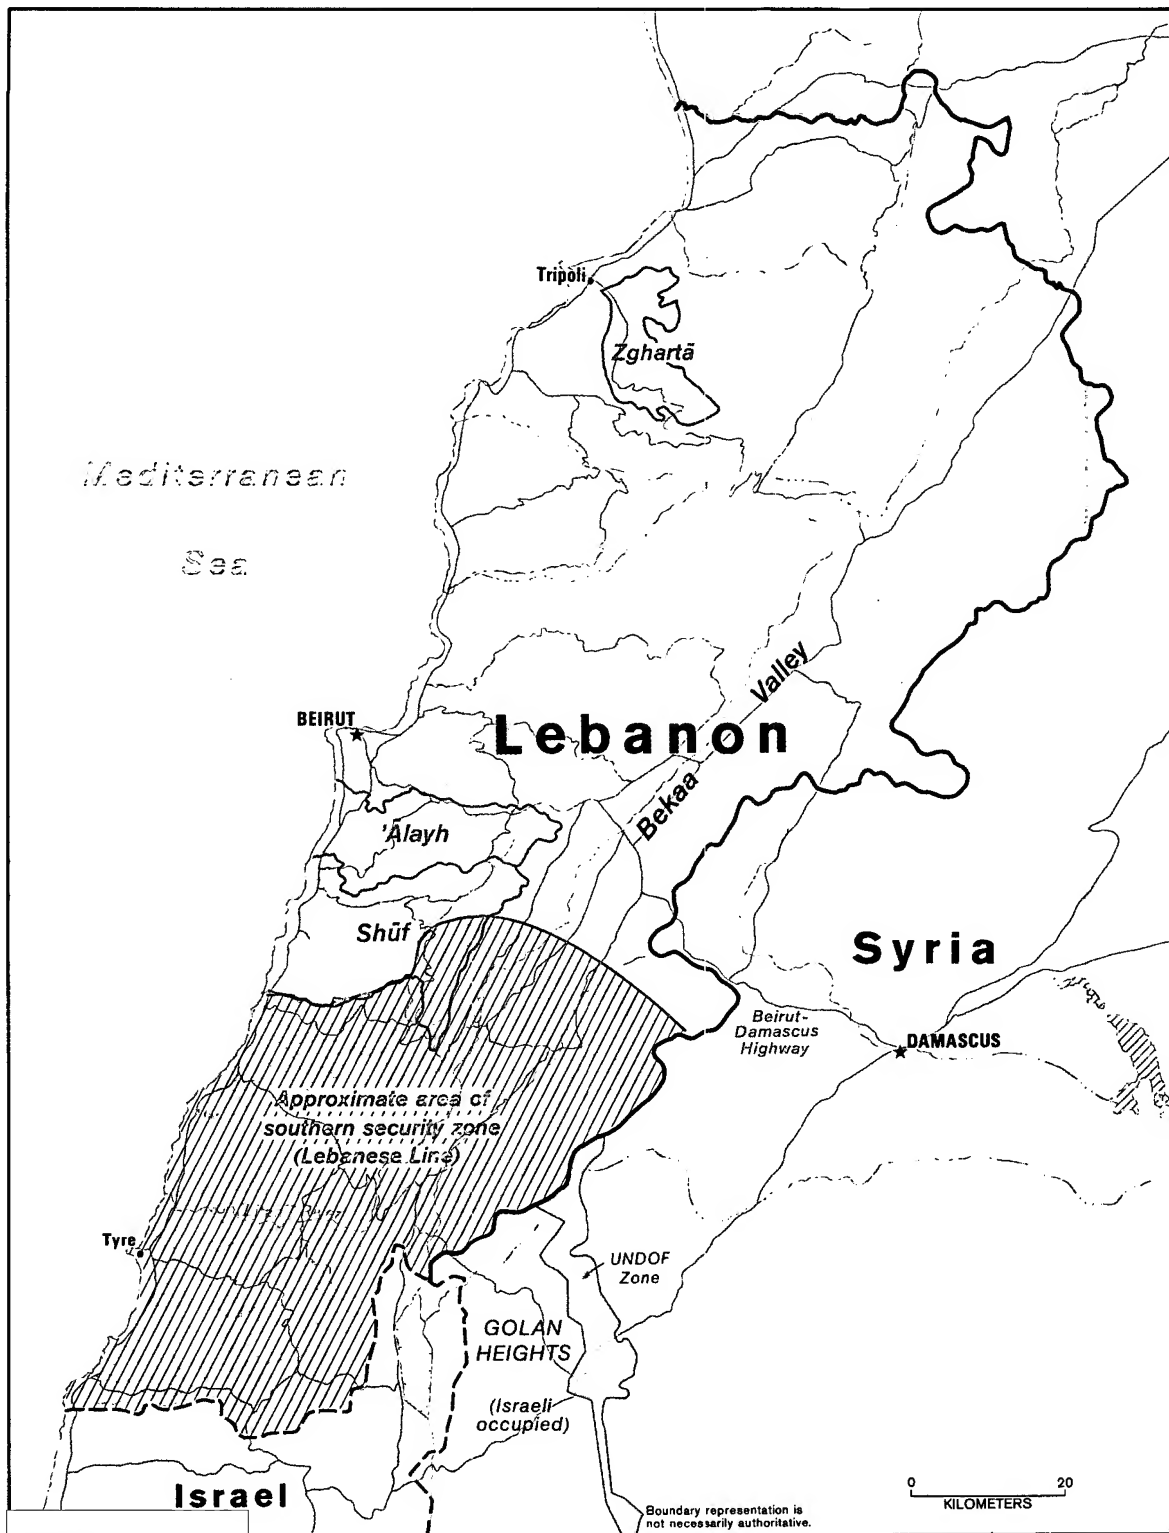 Tripoli
Zghartā
Mediterranean
Sea
Valley
BEIRUT
Lebanon
Bekaa
'Ālayh
Shūf
Syria
Beirut-
Damascus
Highway
DAMASCUS
Approximate area of
southern security zone
(Lebanese Line)
Tyre
UNDOF
Zone
GOLAN
HEIGHTS
(Israeli
occupied)
Israel
0 20
KILOMETERS
Boundary representation is
not necessarily authoritative.